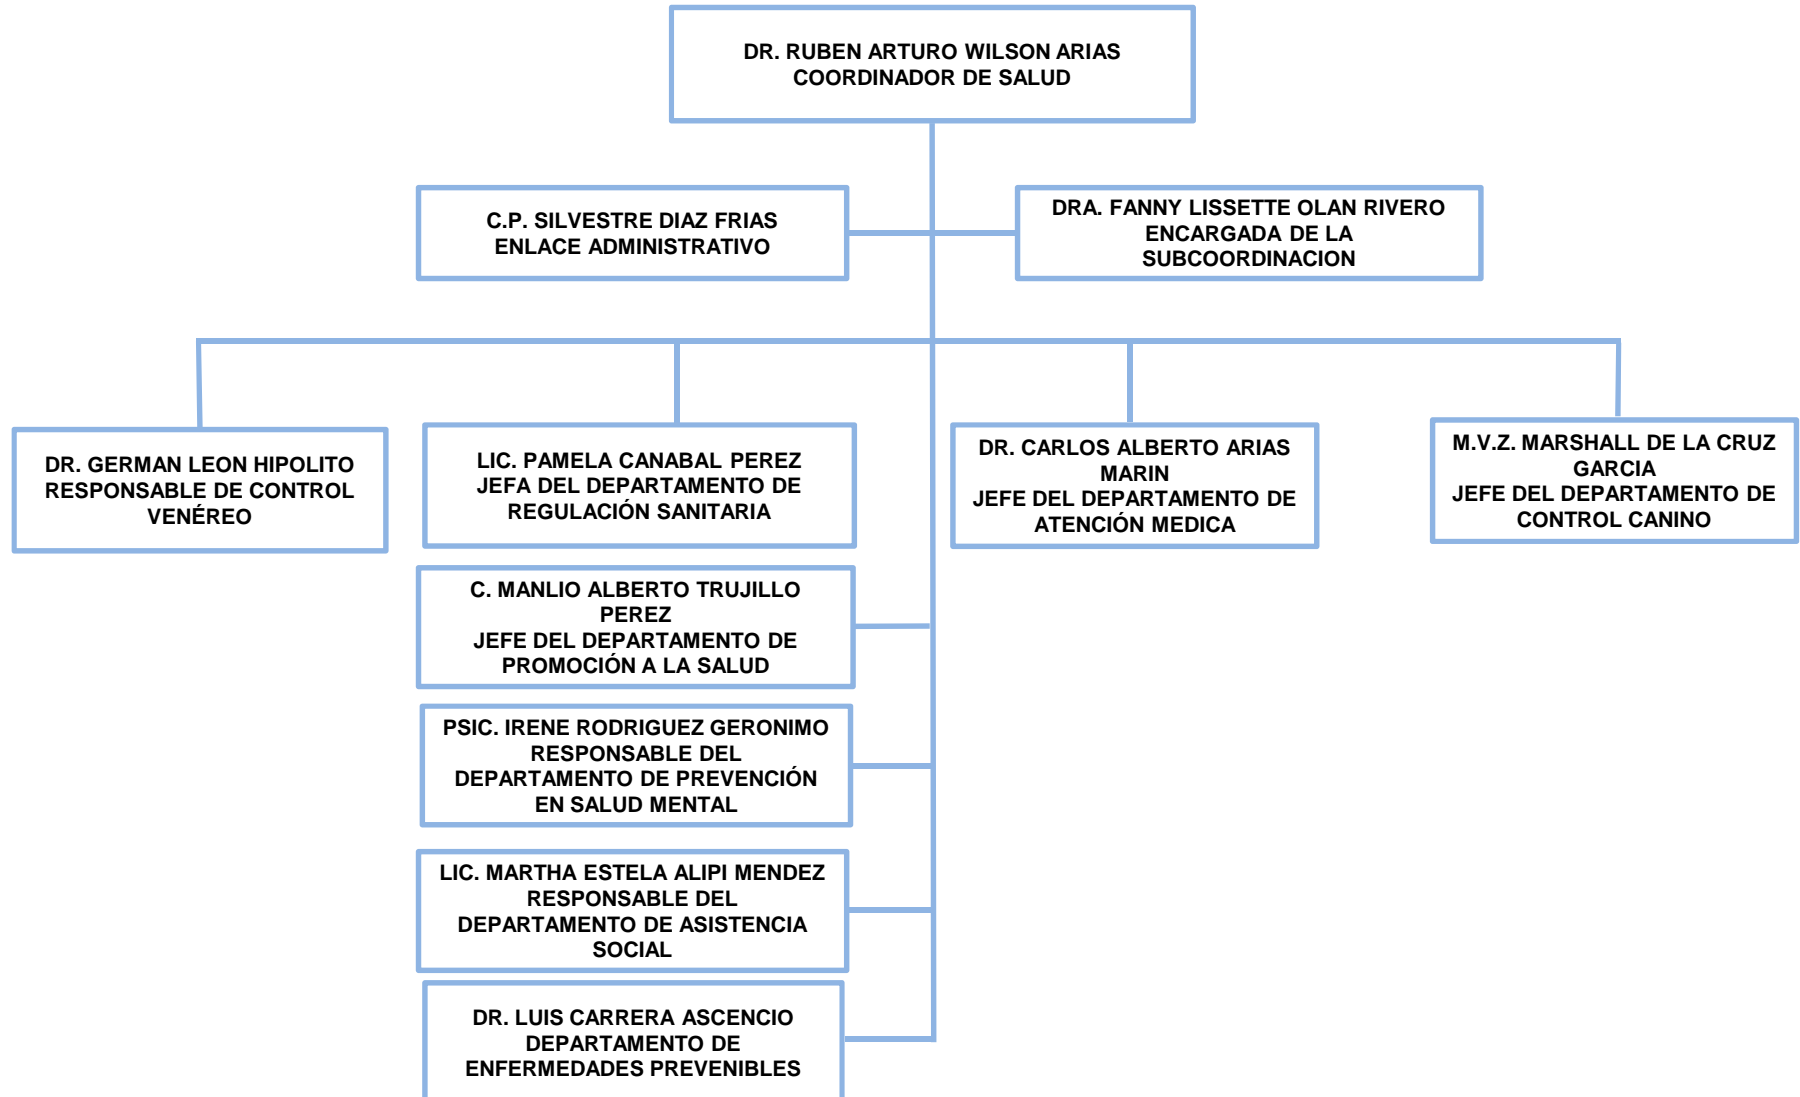 DR. RUBEN ARTURO WILSON ARIAS
COORDINADOR DE SALUD
C.P. SILVESTRE DIAZ FRIAS
ENLACE ADMINISTRATIVO
DRA. FANNY LISSETTE OLAN RIVERO
ENCARGADA DE LA
SUBCOORDINACION
DR. GERMAN LEON HIPOLITO
RESPONSABLE DE CONTROL
VENÉREO
LIC. PAMELA CANABAL PEREZ
JEFA DEL DEPARTAMENTO DE
REGULACIÓN SANITARIA
DR. CARLOS ALBERTO ARIAS
MARIN
JEFE DEL DEPARTAMENTO DE
ATENCIÓN MEDICA
M.V.Z. MARSHALL DE LA CRUZ
GARCIA
JEFE DEL DEPARTAMENTO DE
CONTROL CANINO
C. MANLIO ALBERTO TRUJILLO
PEREZ
JEFE DEL DEPARTAMENTO DE
PROMOCIÓN A LA SALUD
PSIC. IRENE RODRIGUEZ GERONIMO
RESPONSABLE DEL
DEPARTAMENTO DE PREVENCIÓN
EN SALUD MENTAL
LIC. MARTHA ESTELA ALIPI MENDEZ
RESPONSABLE DEL
DEPARTAMENTO DE ASISTENCIA
SOCIAL
DR. LUIS CARRERA ASCENCIO
DEPARTAMENTO DE
ENFERMEDADES PREVENIBLES